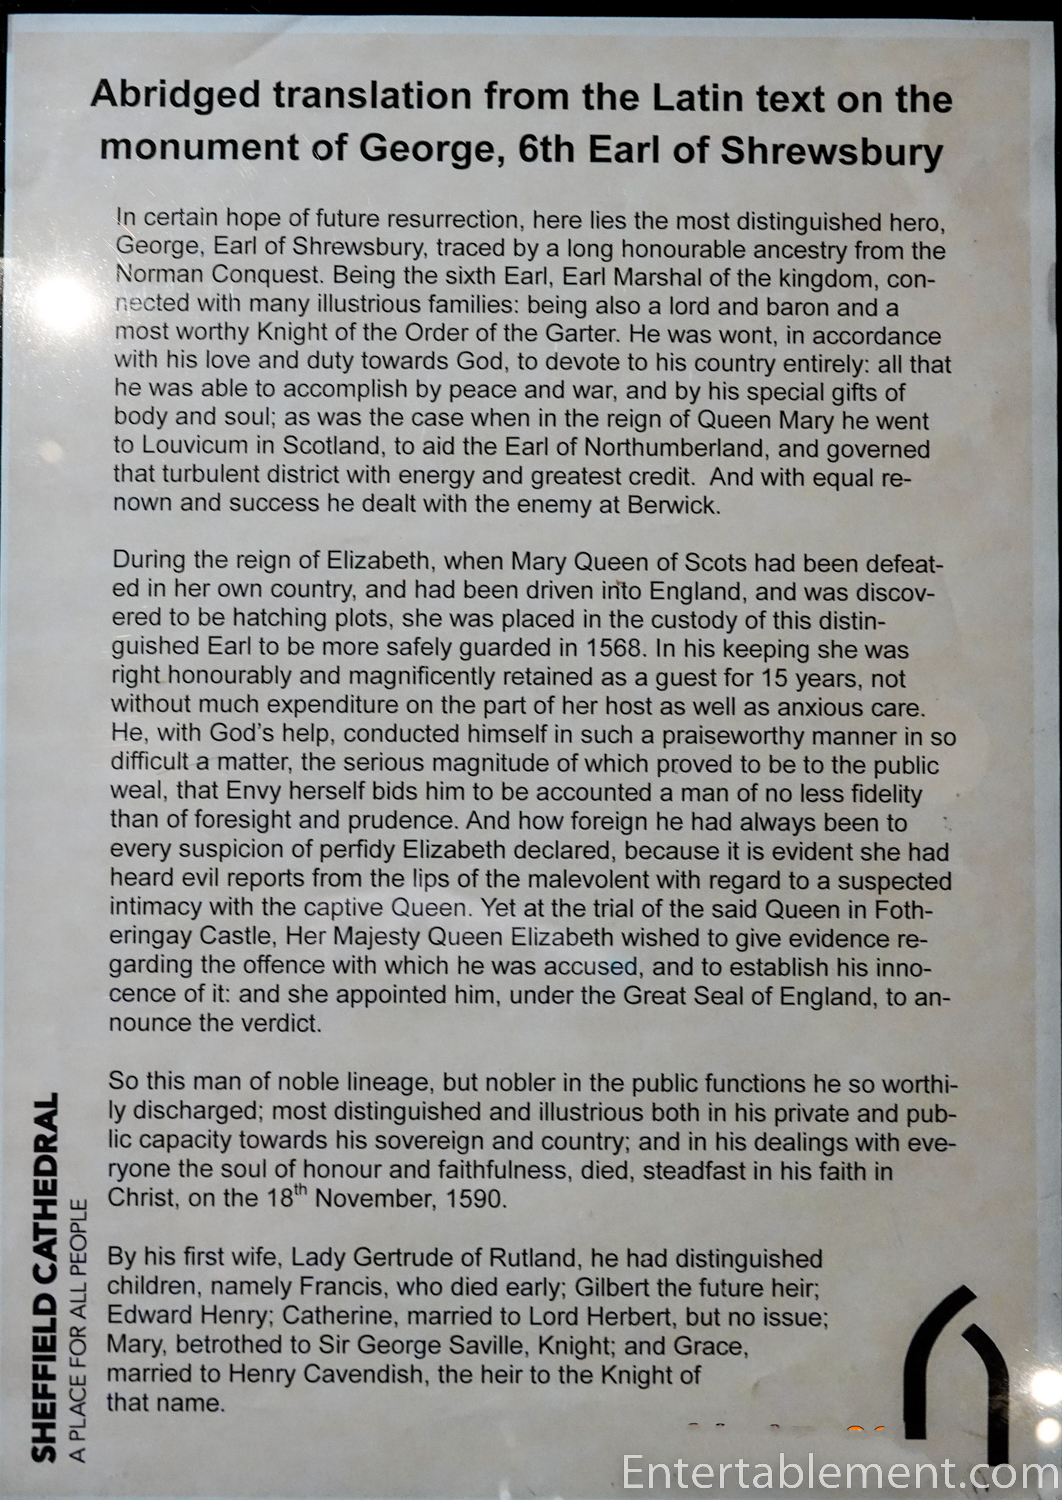 Abridged translation from the Latin text on the
monument of George, 6th Earl of Shrewsbury
In certain hope of future resurrection, here lies the most distinguished hero,
George, Earl of Shrewsbury, traced by a long honourable ancestry from the
Norman Conquest. Being the sixth Earl, Earl Marshal of the kingdom, con-
nected with many illustrious families: being also a lord and baron and a
most worthy Knight of the Order of the Garter. He was wont, in accordance
with his love and duty towards God, to devote to his country entirely: all that
he was able to accomplish by peace and war, and by his special gifts of
body and soul; as was the case when in the reign of Queen Mary he went
to Louvicum in Scotland, to aid the Earl of Northumberland, and governed
that turbulent district with energy and greatest credit.  And with equal re-
nown and success he dealt with the enemy at Berwick.
During the reign of Elizabeth, when Mary Queen of Scots had been defeat-
ed in her own country, and had been driven into England, and was discov-
ered to be hatching plots, she was placed in the custody of this distin-
guished Earl to be more safely guarded in 1568. In his keeping she was
right honourably and magnificently retained as a guest for 15 years, not
without much expenditure on the part of her host as well as anxious care.
He, with God's help, conducted himself in such a praiseworthy manner in so
difficult a matter, the serious magnitude of which proved to be to the public
weal, that Envy herself bids him to be accounted a man of no less fidelity
than of foresight and prudence. And how foreign he had always been to
every suspicion of perfidy Elizabeth declared, because it is evident she had
heard evil reports from the lips of the malevolent with regard to a suspected
intimacy with the captive Queen. Yet at the trial of the said Queen in Foth-
eringay Castle, Her Majesty Queen Elizabeth wished to give evidence re-
garding the offence with which he was accused, and to establish his inno-
cence of it: and she appointed him, under the Great Seal of England, to an-
nounce the verdict.
So this man of noble lineage, but nobler in the public functions he so worthi-
ly discharged; most distinguished and illustrious both in his private and pub-
lic capacity towards his sovereign and country; and in his dealings with eve-
ryone the soul of honour and faithfulness, died, steadfast in his faith in
Christ, on the 18th November, 1590.
By his first wife, Lady Gertrude of Rutland, he had distinguished
children, namely Francis, who died early; Gilbert the future heir;
Edward Henry; Catherine, married to Lord Herbert, but no issue;
Mary, betrothed to Sir George Saville, Knight; and Grace,
married to Henry Cavendish, the heir to the Knight of
that name.
SHEFFIELD CATHEDRAL
A PLACE FOR ALL PEOPLE
Entertablement.com